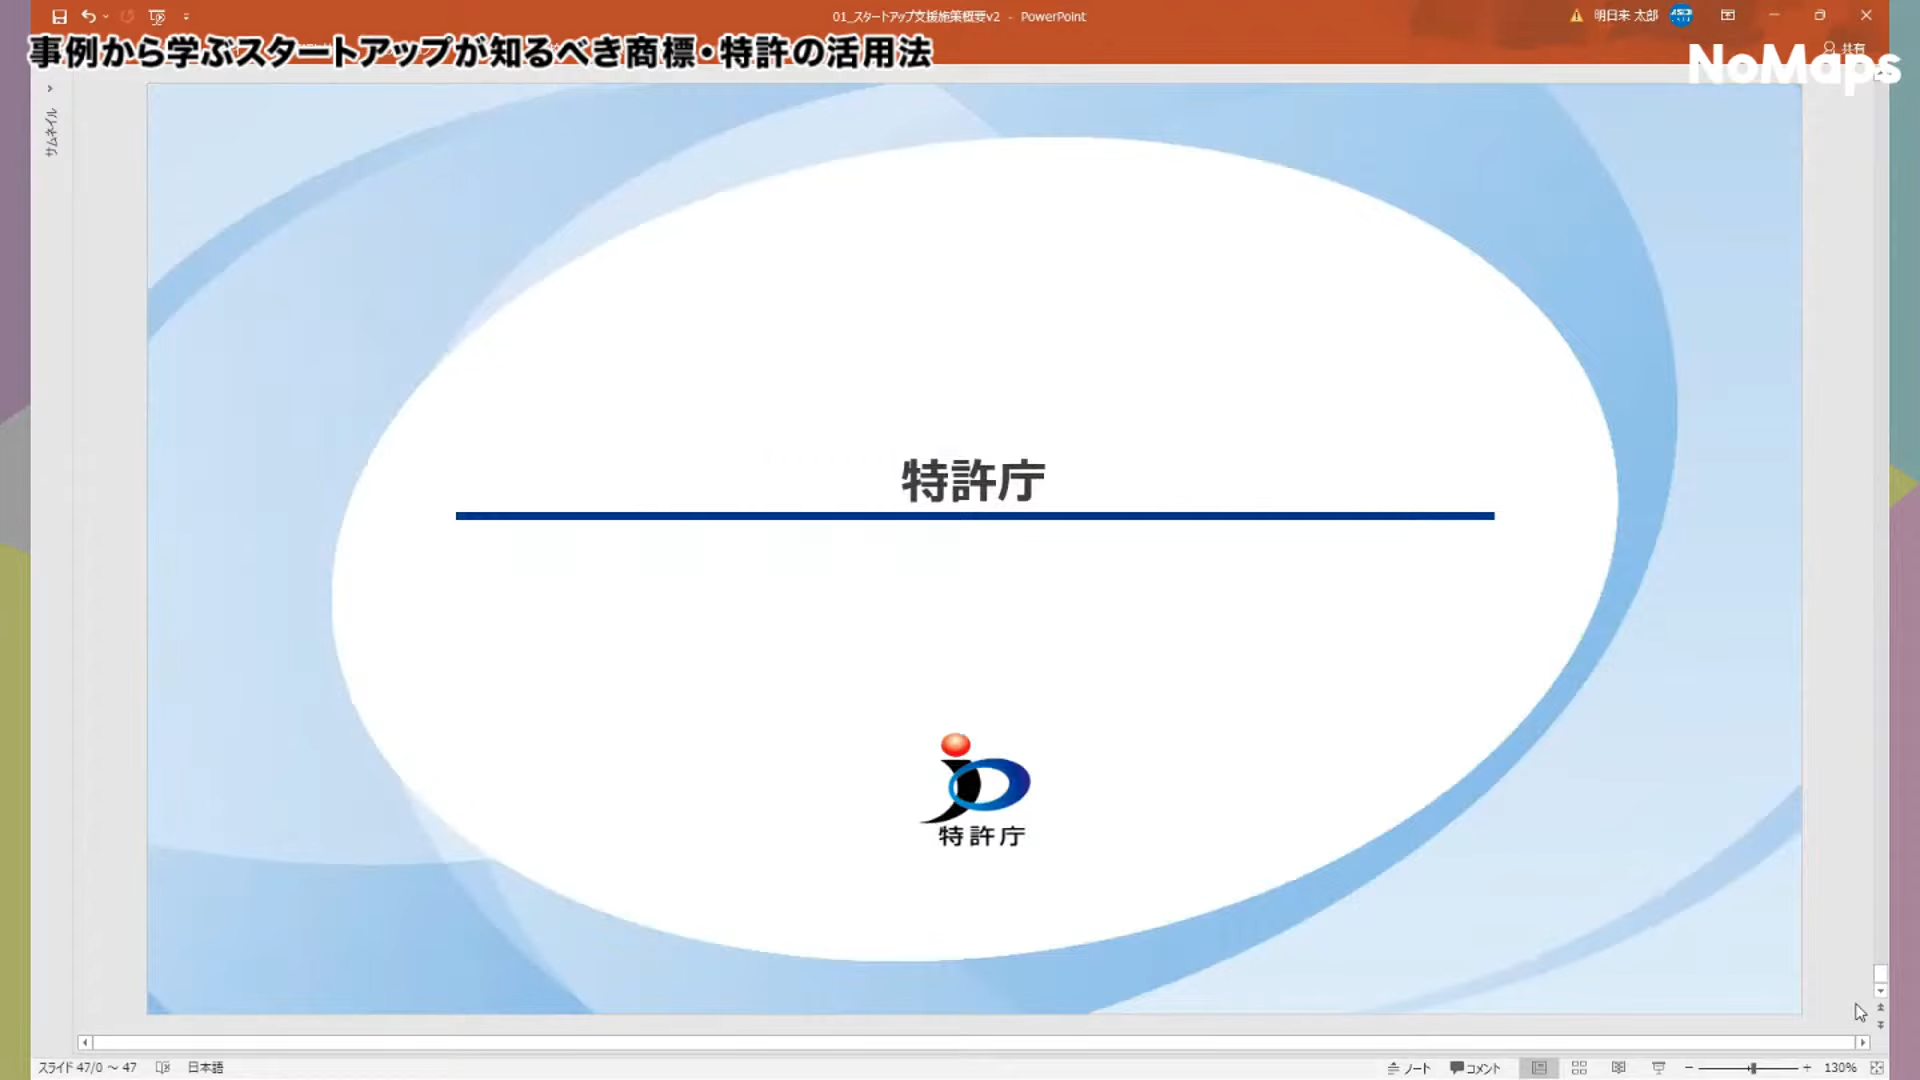 01_スタートアップ支援施策概要v2 - PowerPoint
明日来 太郎
共有
事例から学ぶスタートアップが知るべき商標・特許の活用法
NoMaps
サムネイル
特許庁
特許庁
スライド 47/0 ～ 47
日本語
ノート
コメント
130%